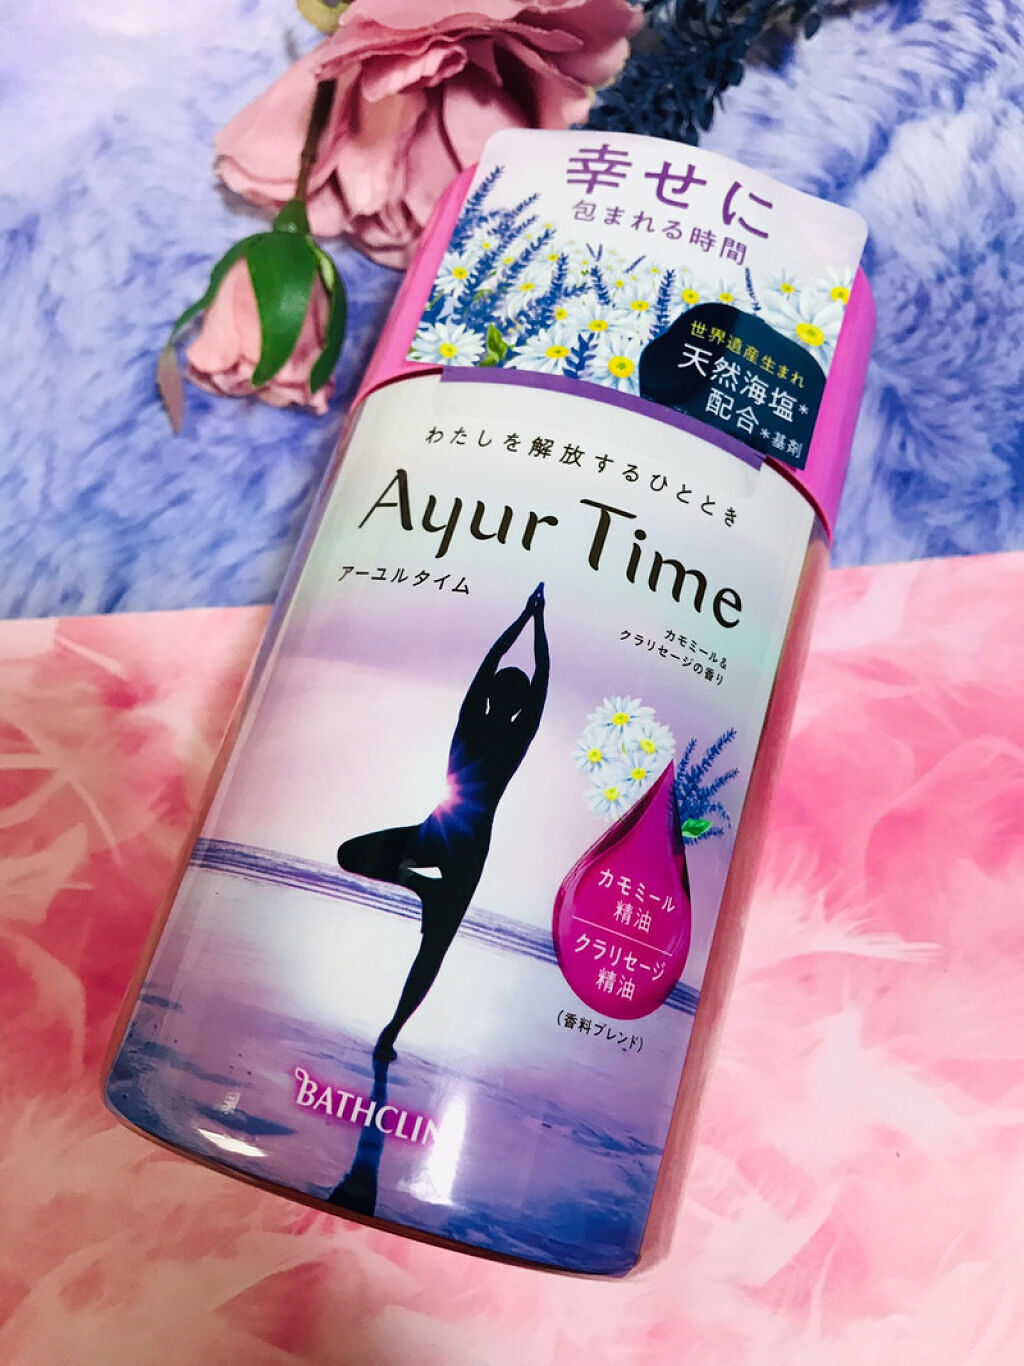 幸せに
包まれる時間
世界遺産生まれ
天然海塩*
配合*基剤
わたしを解放するひととき
Ayur Time
アーユルタイム
カモミール&
クラリセージの香り
カモミール
精油
クラリセージ
精油
(香料ブレンド)
BATHCLIN